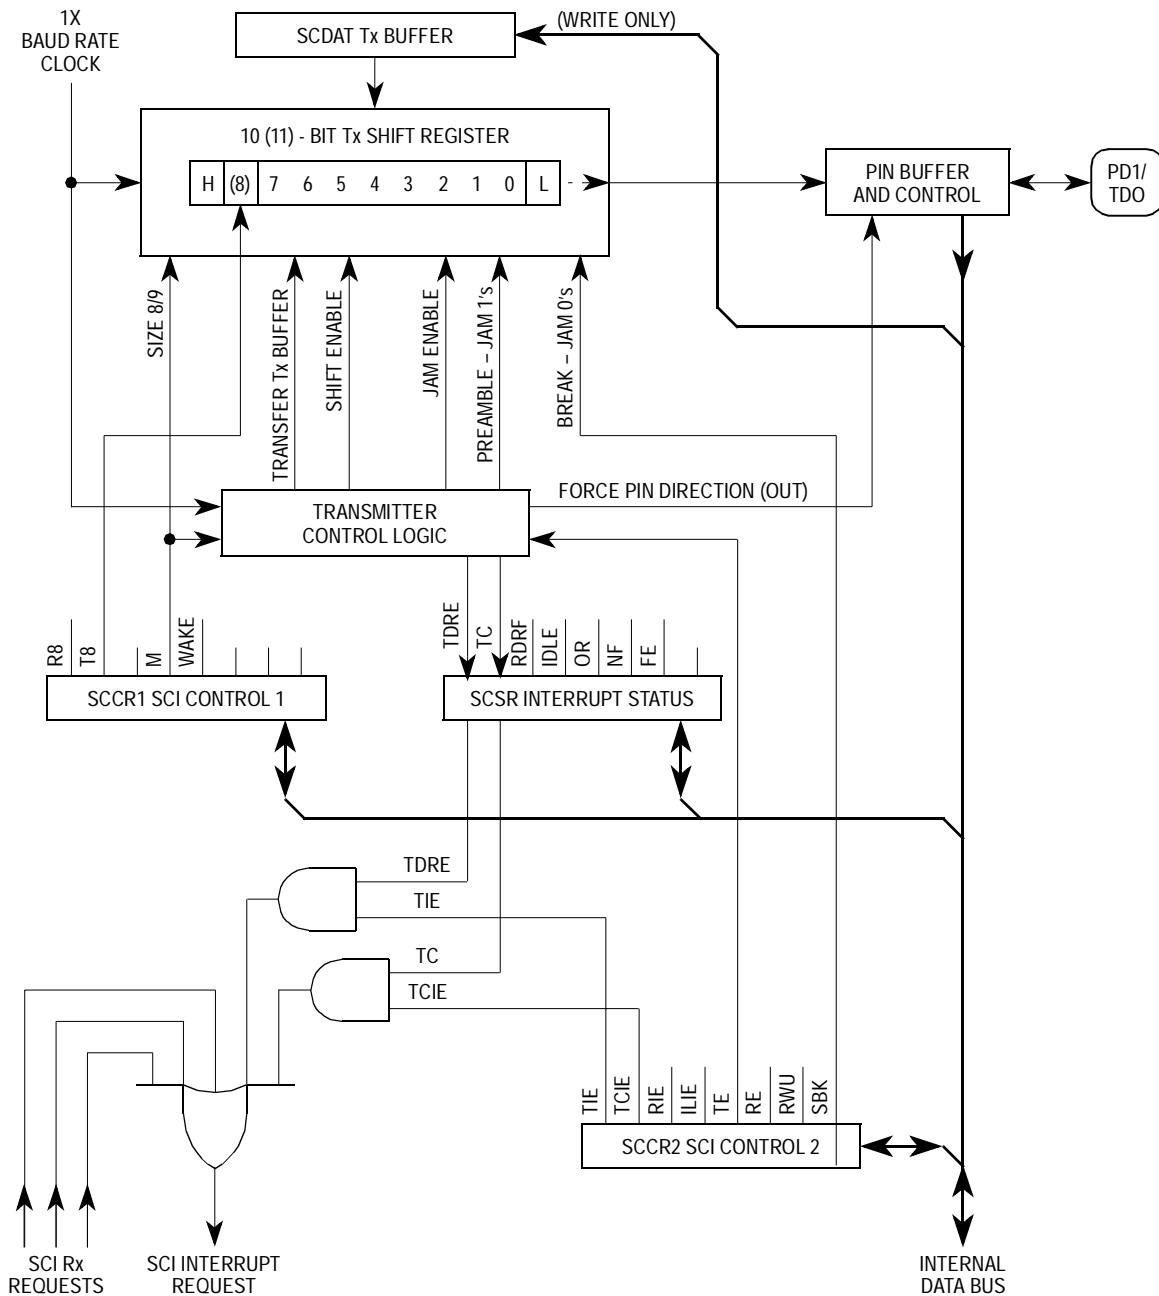 1X
BAUD RATE
CLOCK
SCDAT Tx BUFFER
(WRITE ONLY)
10 (11) - BIT Tx SHIFT REGISTER
H (8) 7 6 5 4 3 2 1 0 L
PIN BUFFER
AND CONTROL
PD1/
TDO
SIZE 8/9
TRANSFER Tx BUFFER
SHIFT ENABLE
JAM ENABLE
PREAMBLE – JAM 1's
BREAK – JAM 0's
FORCE PIN DIRECTION (OUT)
TRANSMITTER
CONTROL LOGIC
R8
T8
M
WAKE
TDRE
TC
RDRF
IDLE
OR
NF
FE
SCCR1 SCI CONTROL 1
SCSR INTERRUPT STATUS
TDRE
TIE
TC
TCIE
TIE
TCIE
RIE
ILIE
TE
RE
RWU
SBK
SCCR2 SCI CONTROL 2
SCI Rx
REQUESTS
SCI INTERRUPT
REQUEST
INTERNAL
DATA BUS